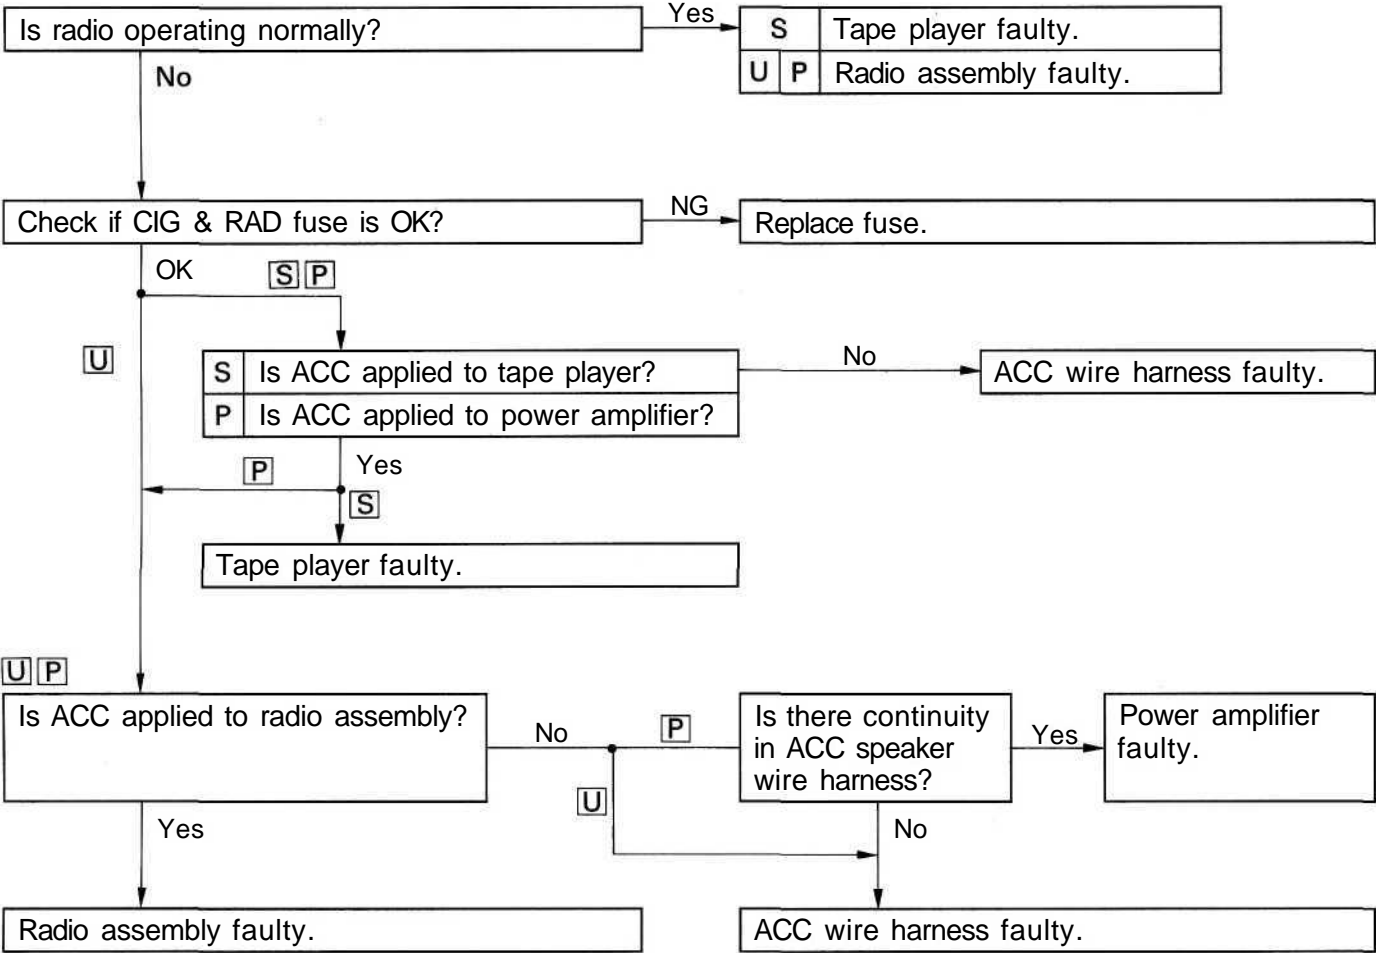 Is radio operating normally?
Yes
S Tape player faulty.
U P Radio assembly faulty.
No
Check if CIG & RAD fuse is OK?
NG
Replace fuse.
OK
S P
U
S Is ACC applied to tape player?
P Is ACC applied to power amplifier?
No
ACC wire harness faulty.
Yes
P
S
Tape player faulty.
U P
Is ACC applied to radio assembly?
No
P
U
Is there continuity
in ACC speaker
wire harness?
Yes
Power amplifier
faulty.
Yes
No
Radio assembly faulty.
ACC wire harness faulty.